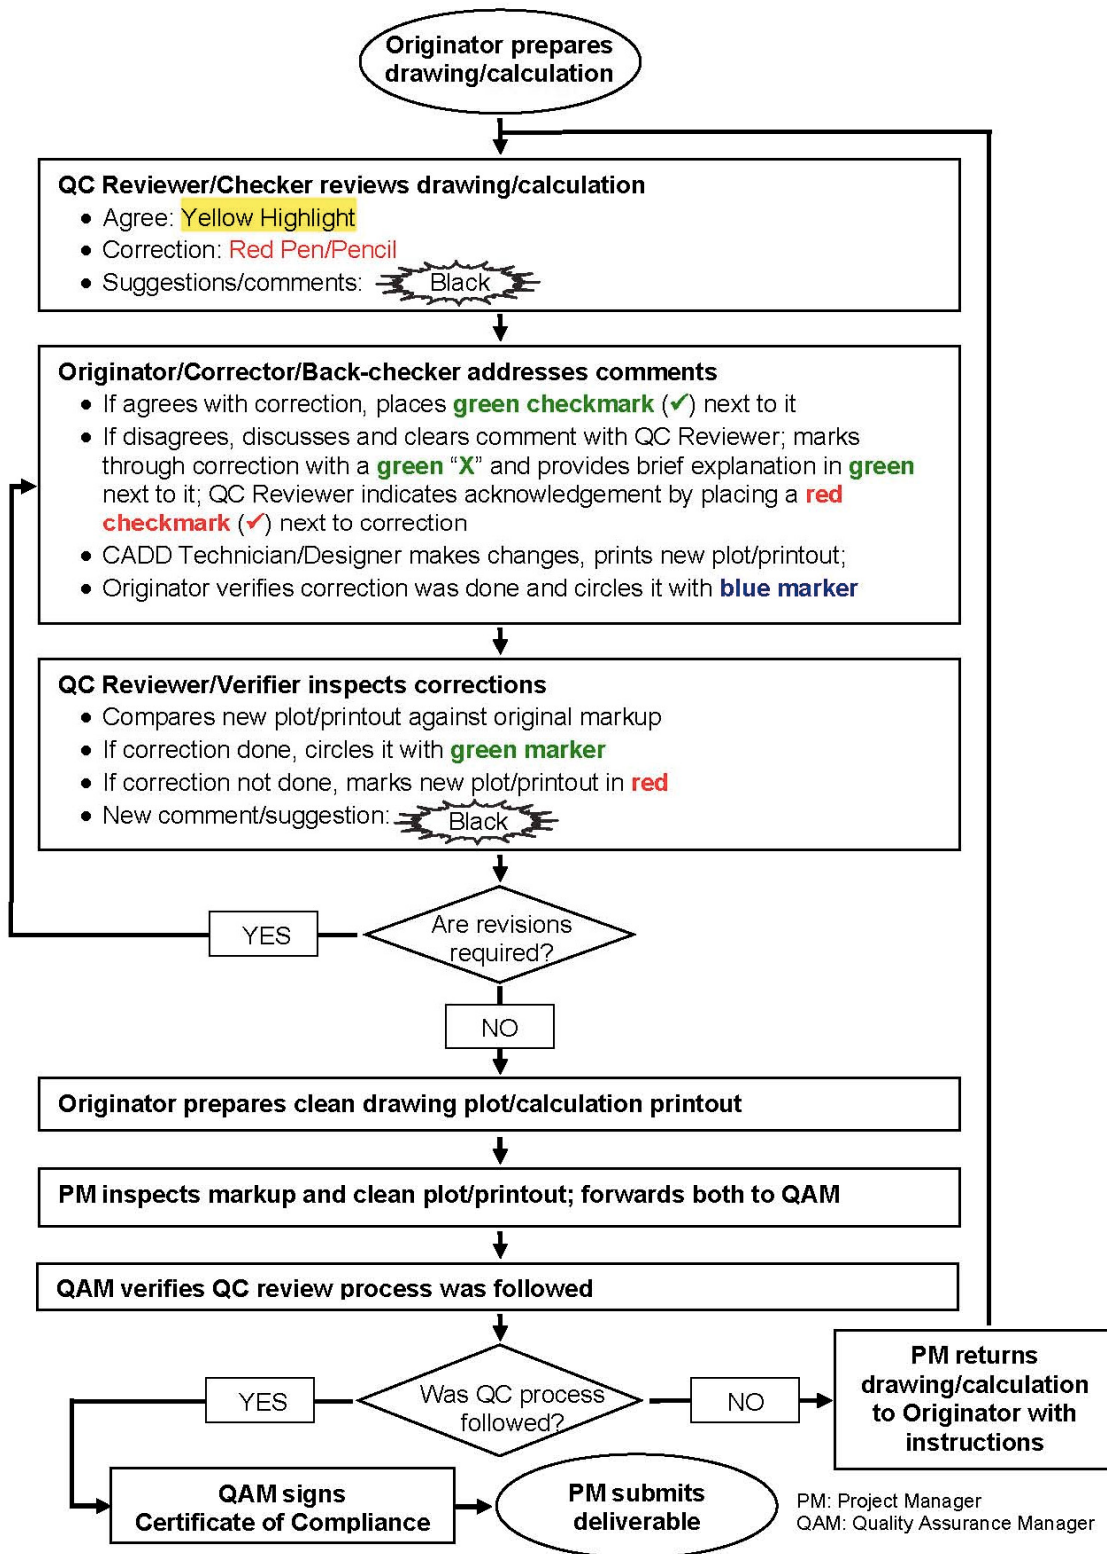 Originator prepares
drawing/calculation
QC Reviewer/Checker reviews drawing/calculation
• Agree: Yellow Highlight
• Correction: Red Pen/Pencil
• Suggestions/comments: Black
Originator/Corrector/Back-checker addresses comments
• If agrees with correction, places green checkmark (✓) next to it
• If disagrees, discusses and clears comment with QC Reviewer; marks
through correction with a green “X” and provides brief explanation in green
next to it; QC Reviewer indicates acknowledgement by placing a red
checkmark (✓) next to correction
• CADD Technician/Designer makes changes, prints new plot/printout;
• Originator verifies correction was done and circles it with blue marker
QC Reviewer/Verifier inspects corrections
• Compares new plot/printout against original markup
• If correction done, circles it with green marker
• If correction not done, marks new plot/printout in red
• New comment/suggestion: Black
Are revisions
required?
YES
NO
Originator prepares clean drawing plot/calculation printout
PM inspects markup and clean plot/printout; forwards both to QAM
QAM verifies QC review process was followed
Was QC process
followed?
YES
NO
PM returns
drawing/calculation
to Originator with
instructions
QAM signs
Certificate of Compliance
PM submits
deliverable
PM: Project Manager
QAM: Quality Assurance Manager